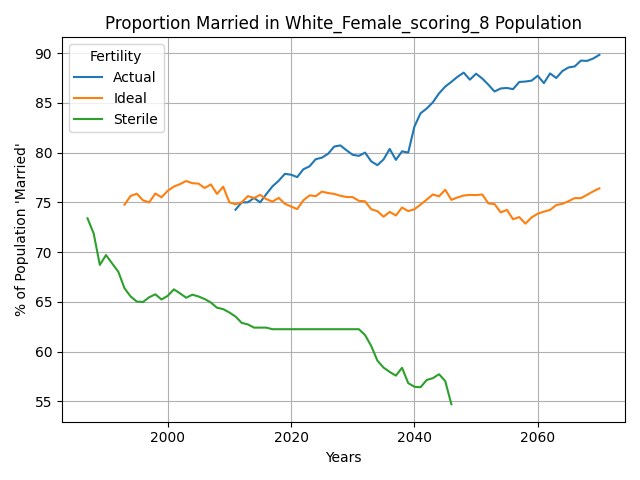 Proportion Married in White_Female_scoring_8 Population
Fertility
Actual
Ideal
Sterile
% of Population 'Married'
90
85
80
75
70
65
60
55
2000
2020
2040
2060
Years